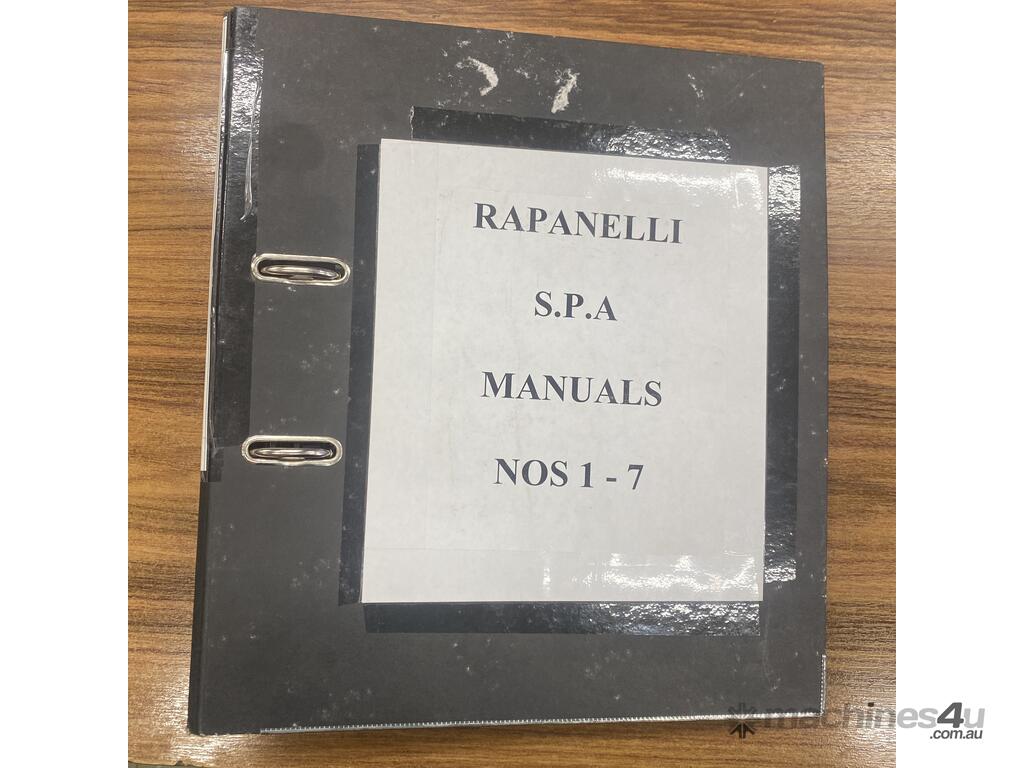 RAPANELLI
S.P.A
MANUALS
NOS 1 - 7
machines4u
.com.au